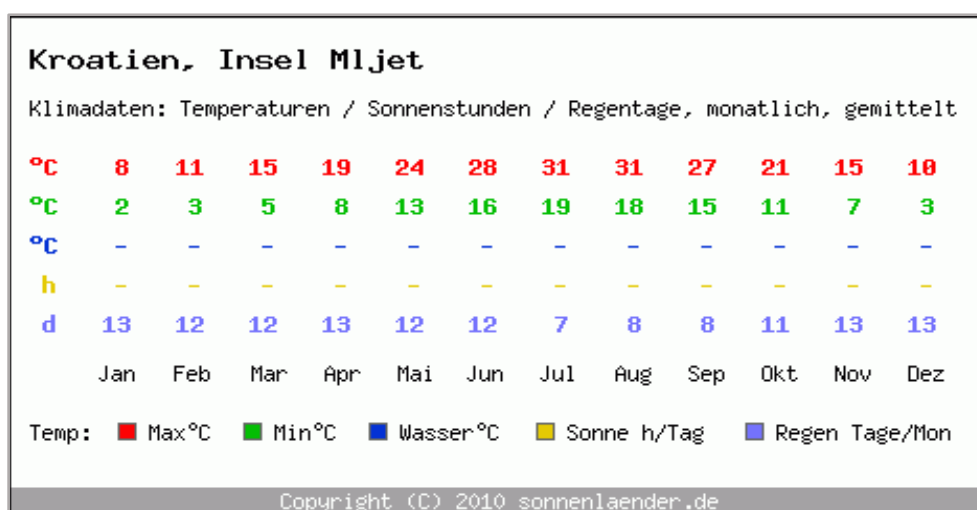 Kroatien, Insel Mljet
Klimadaten: Temperaturen / Sonnenstunden / Regentage, monatlich, gemittelt
°C 8 11 15 19 24 28 31 31 27 21 15 10
°C 2 3 5 8 13 16 19 18 15 11 7 3
°C - - - - - - - - - - - -
h - - - - - - - - - - - -
d 13 12 12 13 12 12 7 8 8 11 13 13
Jan Feb Mar Apr Mai Jun Jul Aug Sep Okt Nov Dez
Temp: Max°C Min°C Wasser°C Sonne h/Tag Regen Tage/Mon
Copyright (C) 2010 sonnenlaender.de